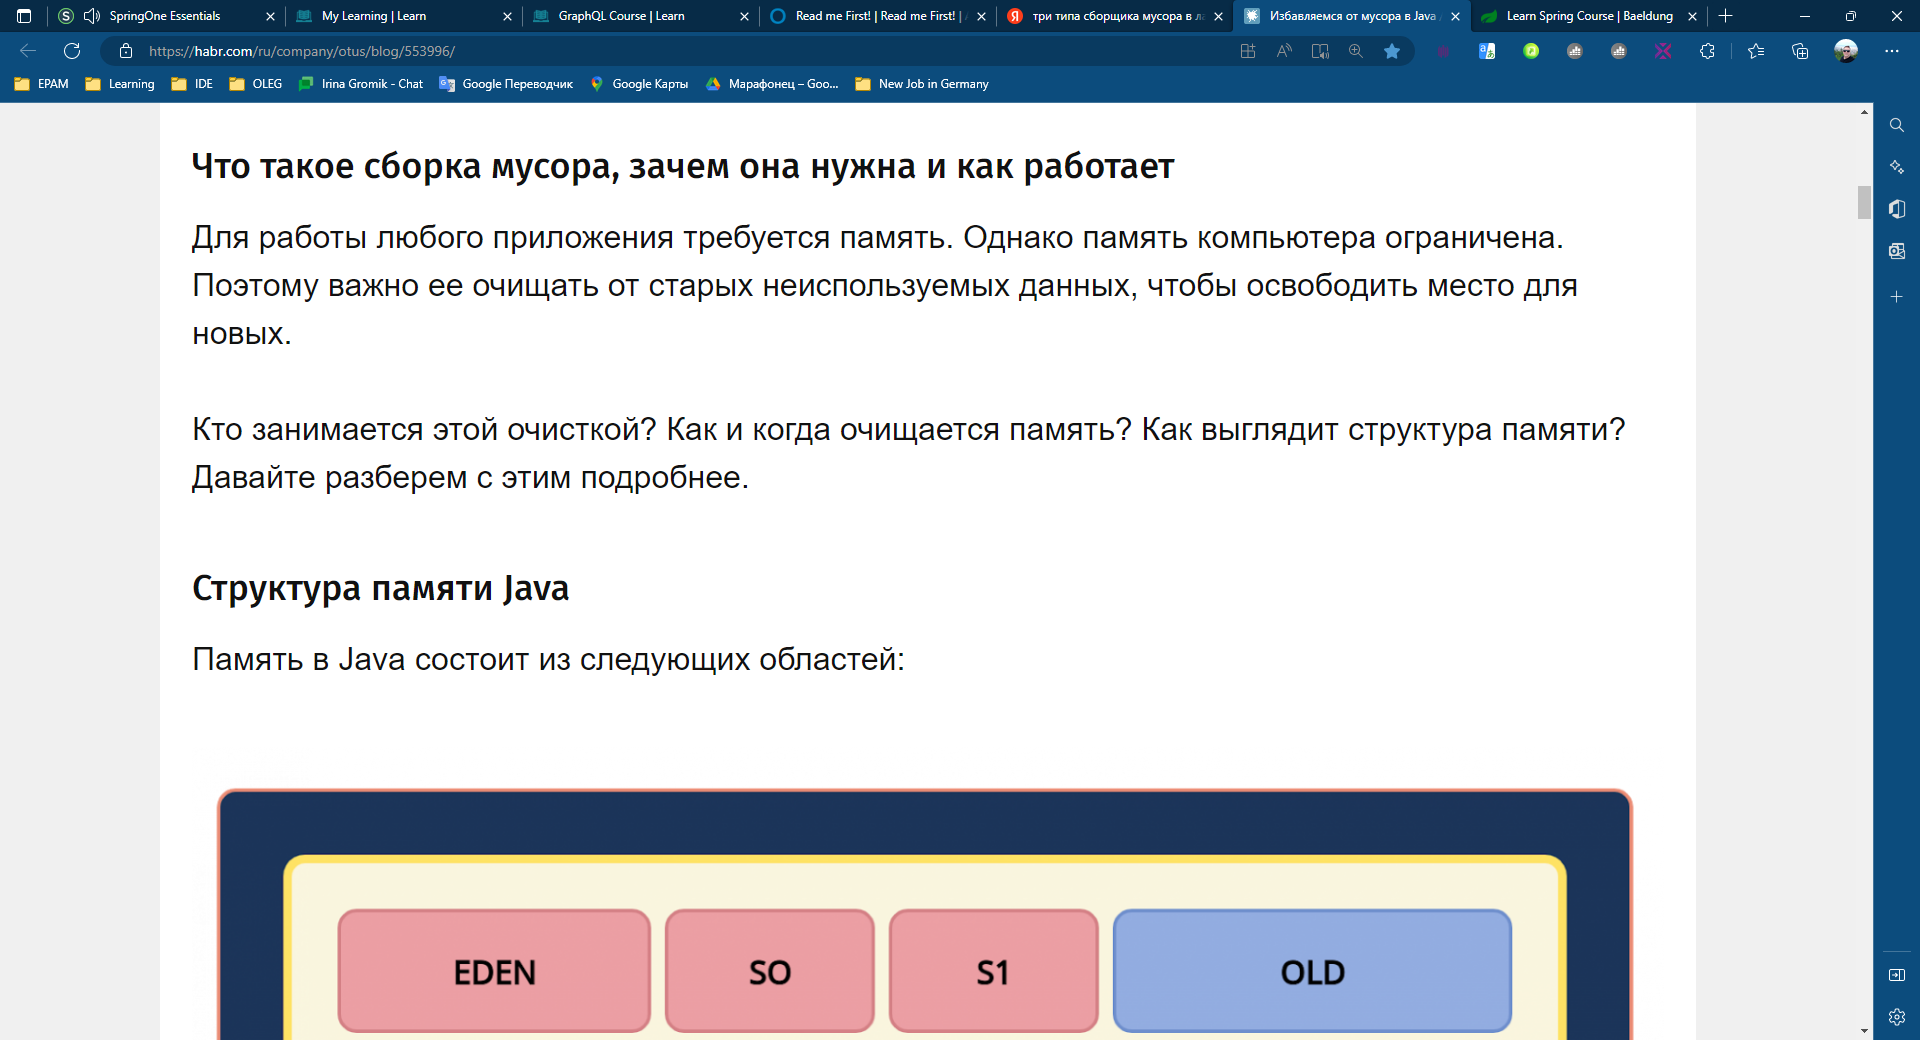 SpringOne Essentials
My Learning | Learn
GraphQL Course | Learn
Read me First! | Read me First! |
три типа сборщика мусора в
Избавляемся от мусора в Java
Learn Spring Course | Baeldung
https://habr.com/ru/company/otus/blog/553996/
EPAM
Learning
IDE
OLEG
Irina Gromik - Chat
Google Переводчик
Google Карты
Марафонец – Goo...
New Job in Germany
Что такое сборка мусора, зачем она нужна и как работает
Для работы любого приложения требуется память. Однако память компьютера ограничена.
Поэтому важно ее очищать от старых неиспользуемых данных, чтобы освободить место для
новых.
Кто занимается этой очисткой? Как и когда очищается память? Как выглядит структура памяти?
Давайте разберем с этим подробнее.
Структура памяти Java
Память в Java состоит из следующих областей:
EDEN
SO
S1
OLD